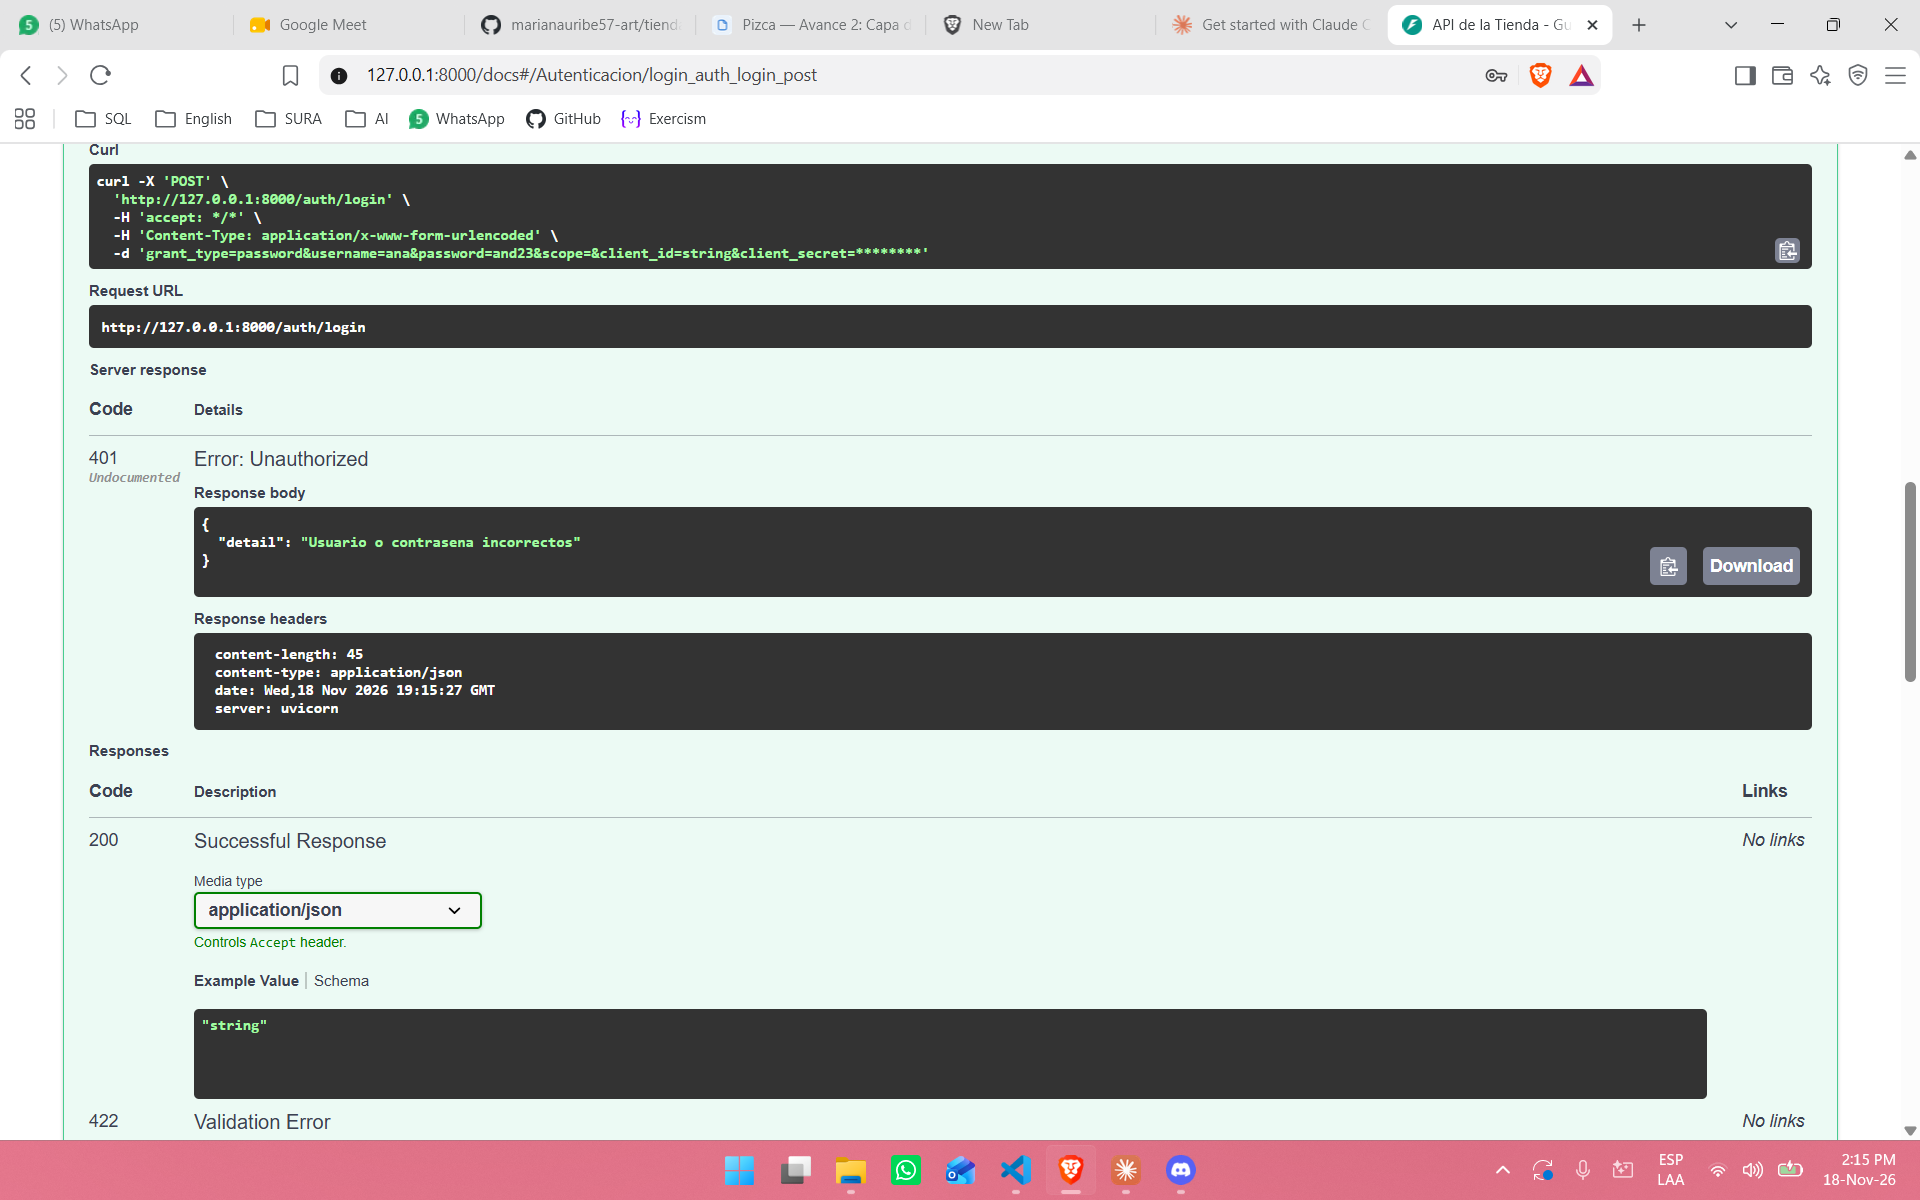 (5) WhatsApp
Google Meet
marianauribe57-art/tiend
Pizca — Avance 2: Capa d
New Tab
Get started with Claude C
API de la Tienda - Gu
127.0.0.1:8000/docs#/Autenticacion/login_auth_login_post
SQL
English
SURA
AI
5 WhatsApp
GitHub
Exercism
Curl
curl -X 'POST' \
'http://127.0.0.1:8000/auth/login' \
-H 'accept: */*' \
-H 'Content-Type: application/x-www-form-urlencoded' \
-d 'grant_type=password&username=ana&password=and23&scope=&client_id=string&client_secret=********'
Request URL
http://127.0.0.1:8000/auth/login
Server response
Code Details
401 Error: Unauthorized
Undocumented
Response body
{
"detail": "Usuario o contrasena incorrectos"
}
Download
Response headers
content-length: 45
content-type: application/json
date: Wed,18 Nov 2026 19:15:27 GMT
server: uvicorn
Responses
Code Description Links
200 Successful Response No links
Media type
application/json
Controls Accept header.
Example Value | Schema
"string"
422 Validation Error No links
ESP
LAA
2:15 PM
18-Nov-26